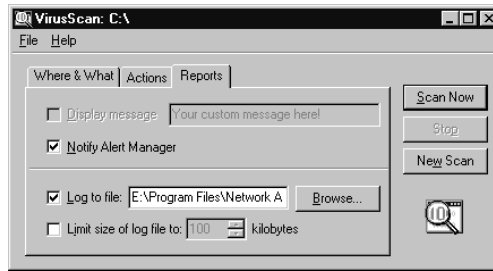 VirusScan: C:\
File Help
Where & What Actions Reports
Display message Your custom message here!
Notify Alert Manager
Log to file: E:\Program Files\Network A Browse...
Limit size of log file to: 100 kilobytes
Scan Now
Stop
New Scan